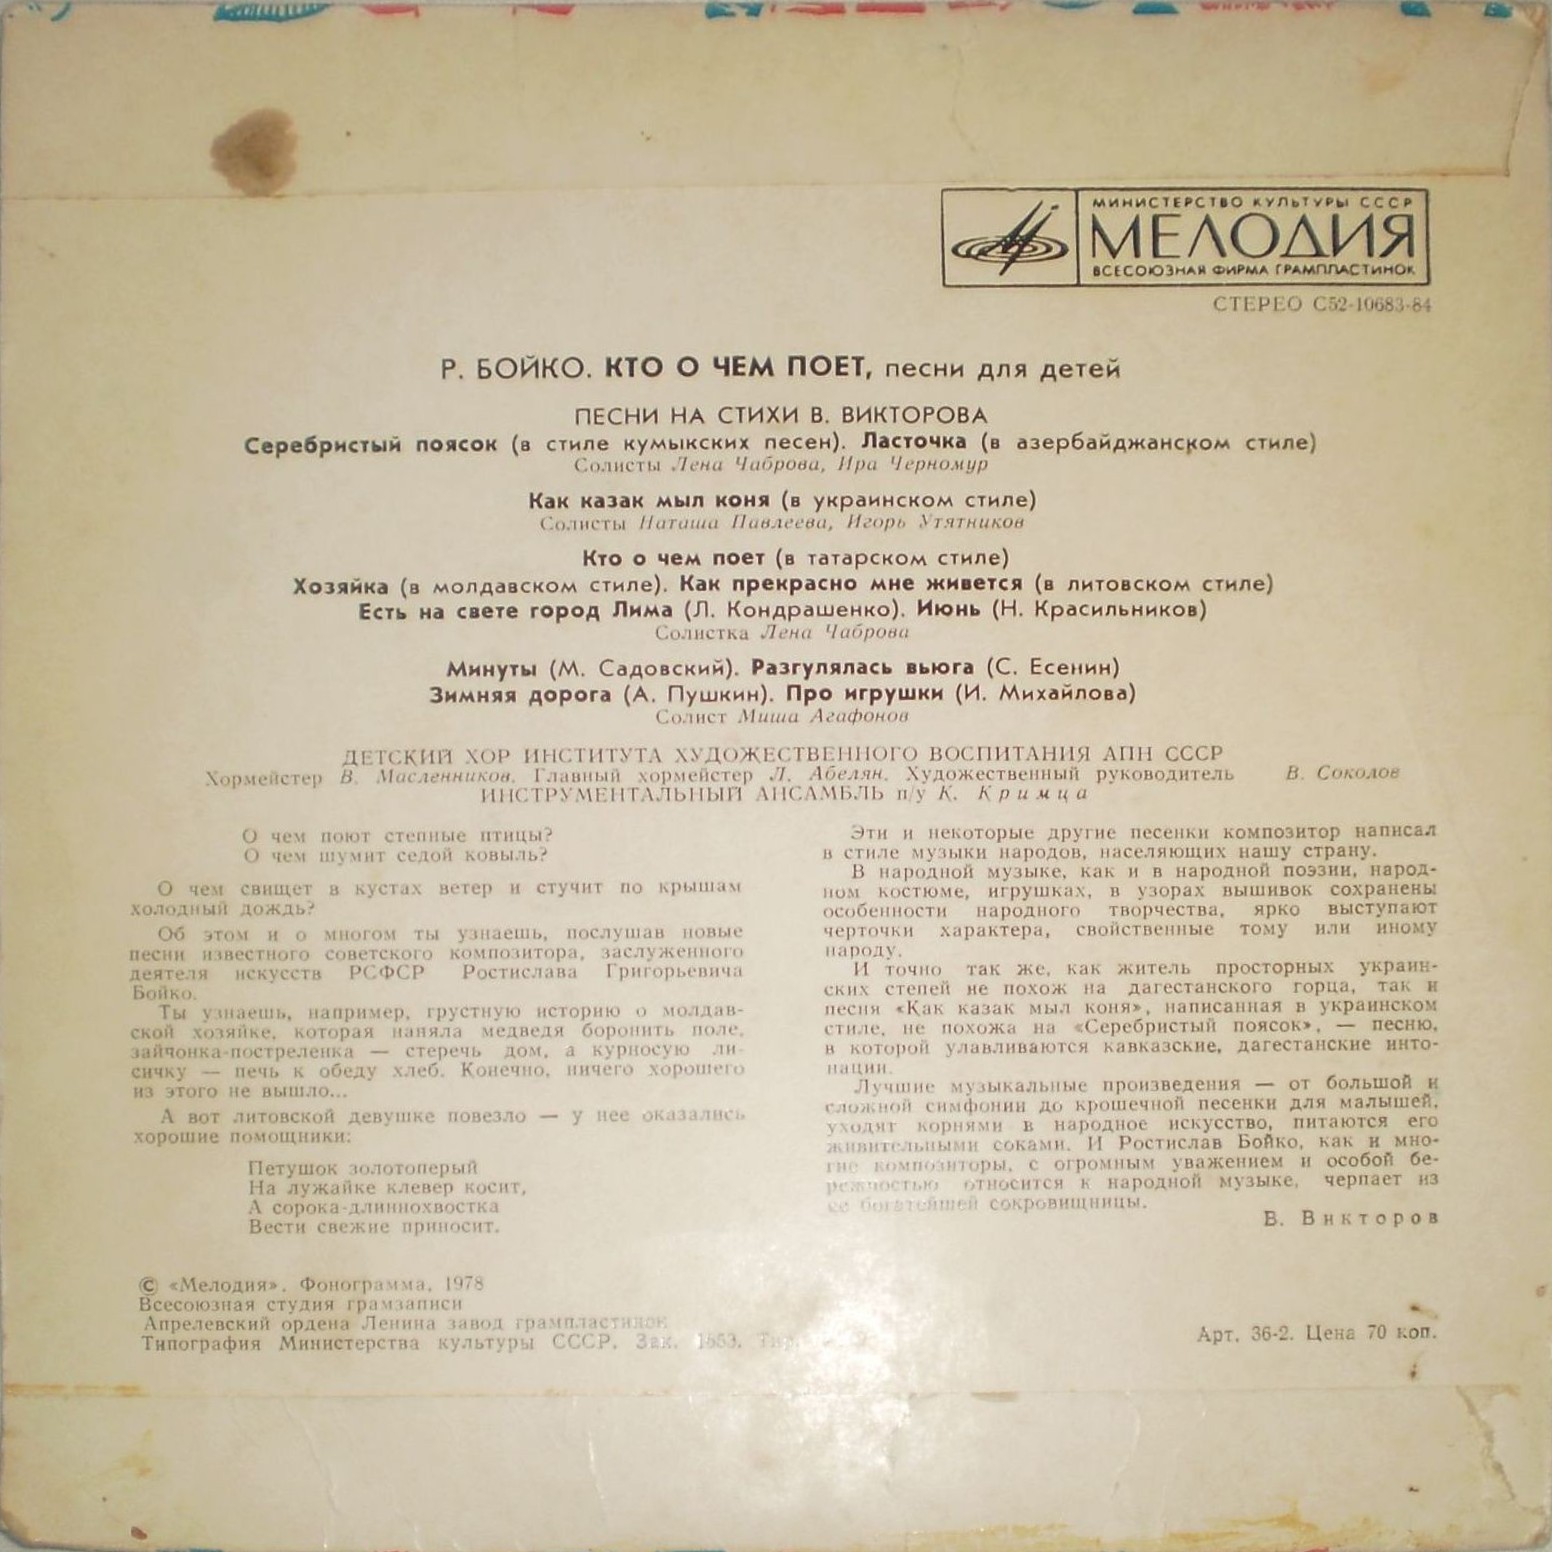 МИНИСТЕРСТВО КУЛЬТУРЫ СССР
МЕЛОДИЯ
ВСЕСОЮЗНАЯ ФИРМА ГРАМПЛАСТИНОК
СТЕРЕО С52-10683-84
Р. БОЙКО. КТО О ЧЕМ ПОЕТ, песни для детей
ПЕСНИ НА СТИХИ В. ВИКТОРОВА
Серебристый поясок (в стиле кумыкских песен). Ласточка (в азербайджанском стиле)
Солисты Лена Чаброва, Ира Черномур
Как казак мыл коня (в украинском стиле)
Солисты Наташа Павлеева, Игорь Утятников
Кто о чем поет (в татарском стиле)
Хозяйка (в молдавском стиле). Как прекрасно мне живется (в литовском стиле)
Есть на свете город Лима (Л. Кондрашенко). Июнь (Н. Красильников)
Солистка Лена Чаброва
Минуты (М. Садовский). Разгулялась вьюга (С. Есенин)
Зимняя дорога (А. Пушкин). Про игрушки (И. Михайлова)
Солист Миша Агафонов
ДЕТСКИЙ ХОР ИНСТИТУТА ХУДОЖЕСТВЕННОГО ВОСПИТАНИЯ АПН СССР
Хормейстер В. Масленников. Главный хормейстер Л. Абелян. Художественный руководитель В. Соколов
ИНСТРУМЕНТАЛЬНЫЙ АНСАМБЛЬ п/у К. Кримца
О чем поют степные птицы?
О чем шумит седой ковыль?
О чем свищет в кустах ветер и стучит по крышам
холодный дождь?
Об этом и о многом ты узнаешь, послушав новые
песни известного советского композитора, заслуженного
деятеля искусств РСФСР Ростислава Григорьевича
Бойко.
Ты узнаешь, например, грустную историю о молдав-
ской хозяйке, которая наняла медведя боронить поле,
зайчонка-постреленка — стеречь дом, а курносую ли-
сичку — печь к обеду хлеб. Конечно, ничего хорошего
из этого не вышло...
А вот литовской девушке повезло — у нее оказались
хорошие помощники:
Петушок золотоперый
На лужайке клевер косит,
А сорока-длиннохвостка
Вести свежие приносит.
Эти и некоторые другие песенки композитор написал
в стиле музыки народов, населяющих нашу страну.
В народной музыке, как и в народной поэзии, народ-
ном костюме, игрушках, в узорах вышивок сохранены
особенности народного творчества, ярко выступают
черточки характера, свойственные тому или иному
народу.
И точно так же, как житель просторных украин-
ских степей не похож на дагестанского горца, так и
песня «Как казак мыл коня», написанная в украинском
стиле, не похожа на «Серебристый поясок», — песню,
в которой улавливаются кавказские, дагестанские инто-
нации.
Лучшие музыкальные произведения — от большой и
сложной симфонии до крошечной песенки для малышей,
уходят корнями в народное искусство, питаются его
живительными соками. И Ростислав Бойко, как и мно-
гие композиторы, с огромным уважением и особой бе-
режностью относится к народной музыке, черпает из
ее богатейшей сокровищницы.
В. Викторов
© «Мелодия». Фонограмма, 1978
Всесоюзная студия грамзаписи
Апрелевский ордена Ленина завод грампластинок
Типография Министерства культуры СССР. Зак. 1653.
Арт. 36-2. Цена 70 коп.